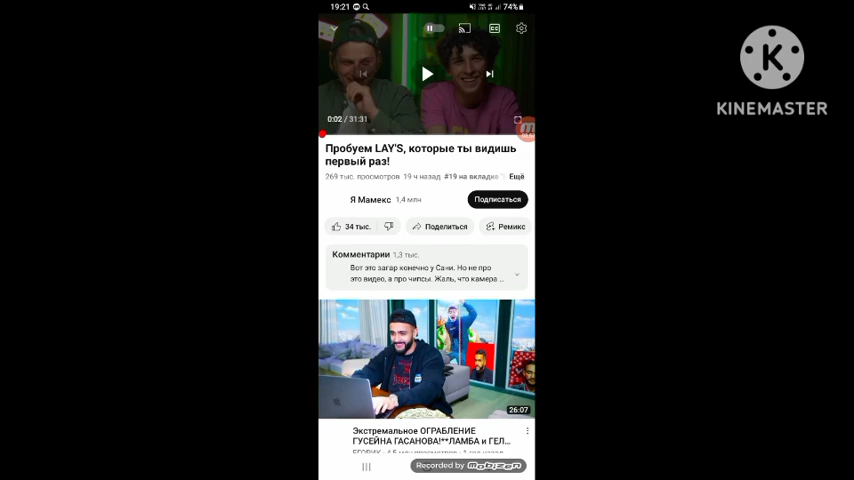 19:21
74%
KINEMASTER
0:02 / 31:31
Пробуем LAY'S, которые ты видишь
первый раз!
269 тыс. просмотров 19 ч назад #19 на вкладке Ещё
Я Мамекс 1,4 млн Подписаться
34 тыс. Поделиться Ремикс
Комментарии 1,3 тыс.
Вот это загар конечно у Сани. Но не про
это видео, а про чипсы. Жаль, что камера ...
26:07
Экстремальное ОГРАБЛЕНИЕ
ГУСЕЙНА ГАСАНОВА!**ЛАМБА и ГЕЛ...
Recorded by mobizen